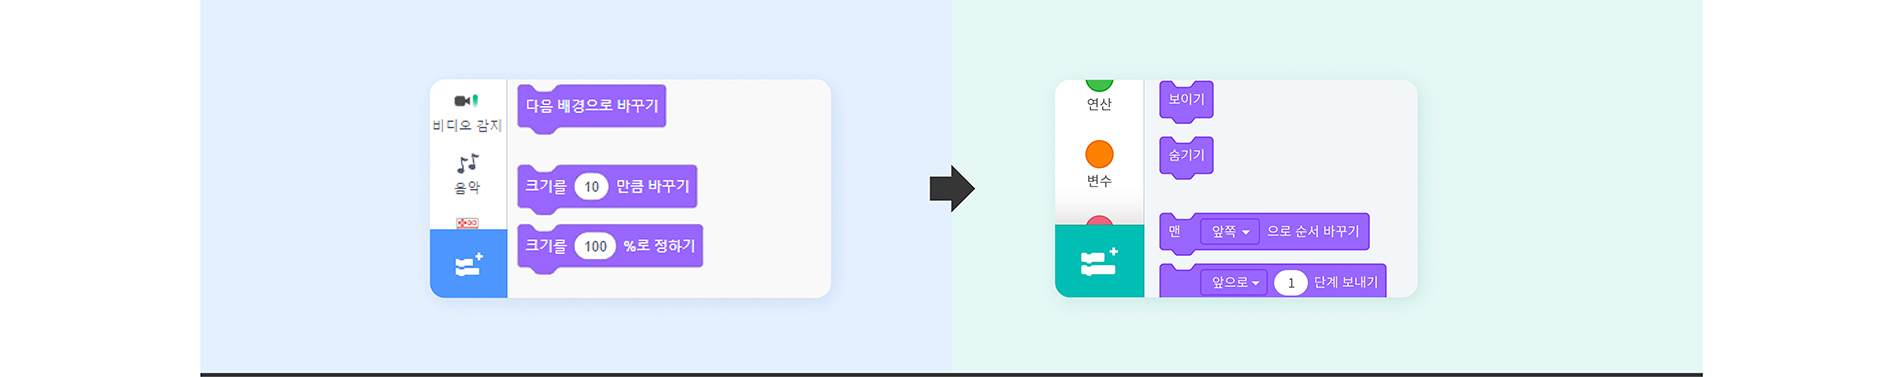 비디오 감지
음악
다음 배경으로 바꾸기
크기를 10 만큼 바꾸기
크기를 100 %로 정하기
연산
변수
보이기
숨기기
맨 앞쪽 으로 순서 바꾸기
앞으로 1 단계 보내기